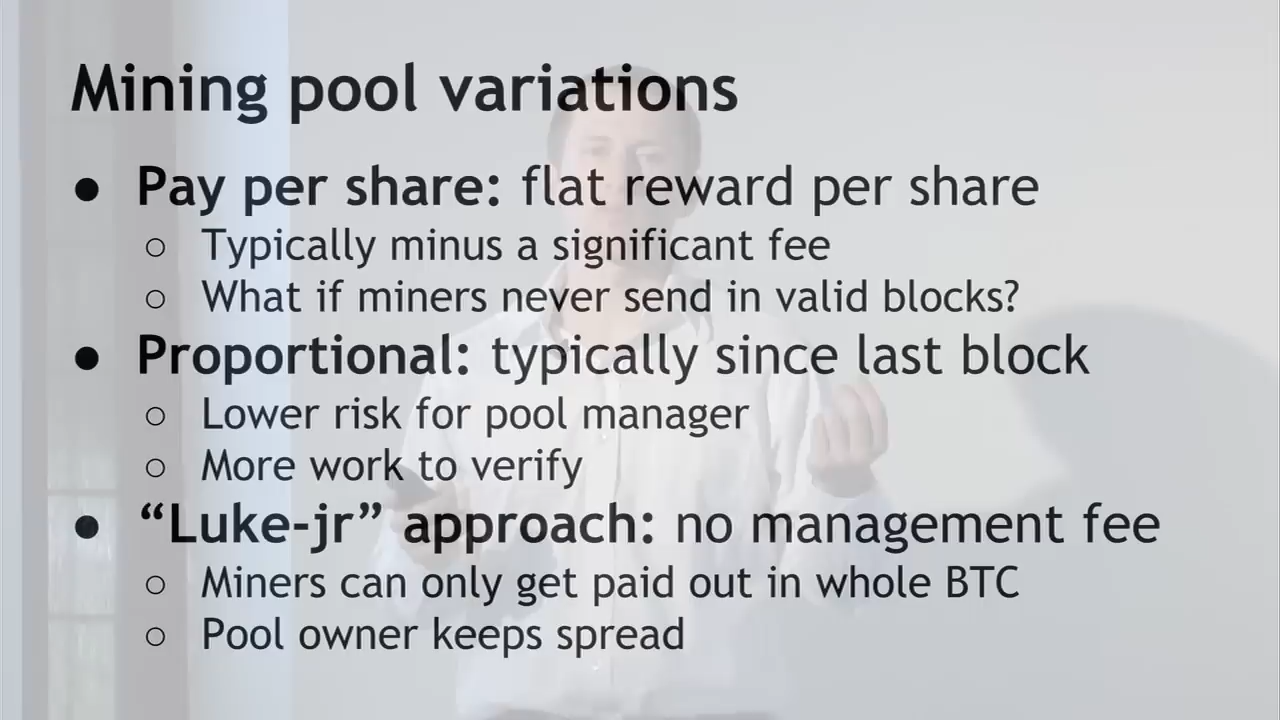 Mining pool variations
● Pay per share: flat reward per share
○ Typically minus a significant fee
○ What if miners never send in valid blocks?
● Proportional: typically since last block
○ Lower risk for pool manager
○ More work to verify
● “Luke-jr” approach: no management fee
○ Miners can only get paid out in whole BTC
○ Pool owner keeps spread